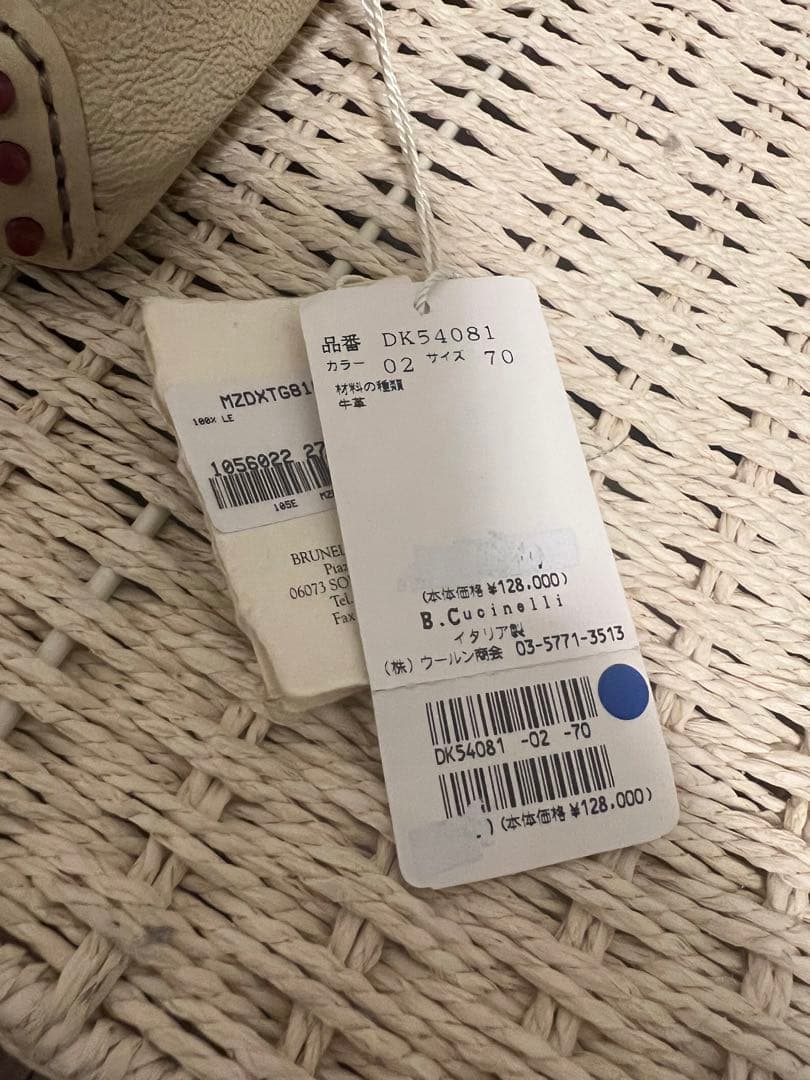 品番 DK54081
カラー 02 サイズ 70
材料の種類
牛革
(本体価格 ¥128,000)
B.Cucinelli
イタリア製
(株) ウールン商会 03-5771-3513
DK54081 -02 -70
) (本体価格 ¥128,000)
MZDXTG81
100% LE
1056022 27
105E MZ
BRUNEL
06073 SO
Tel.
Fax